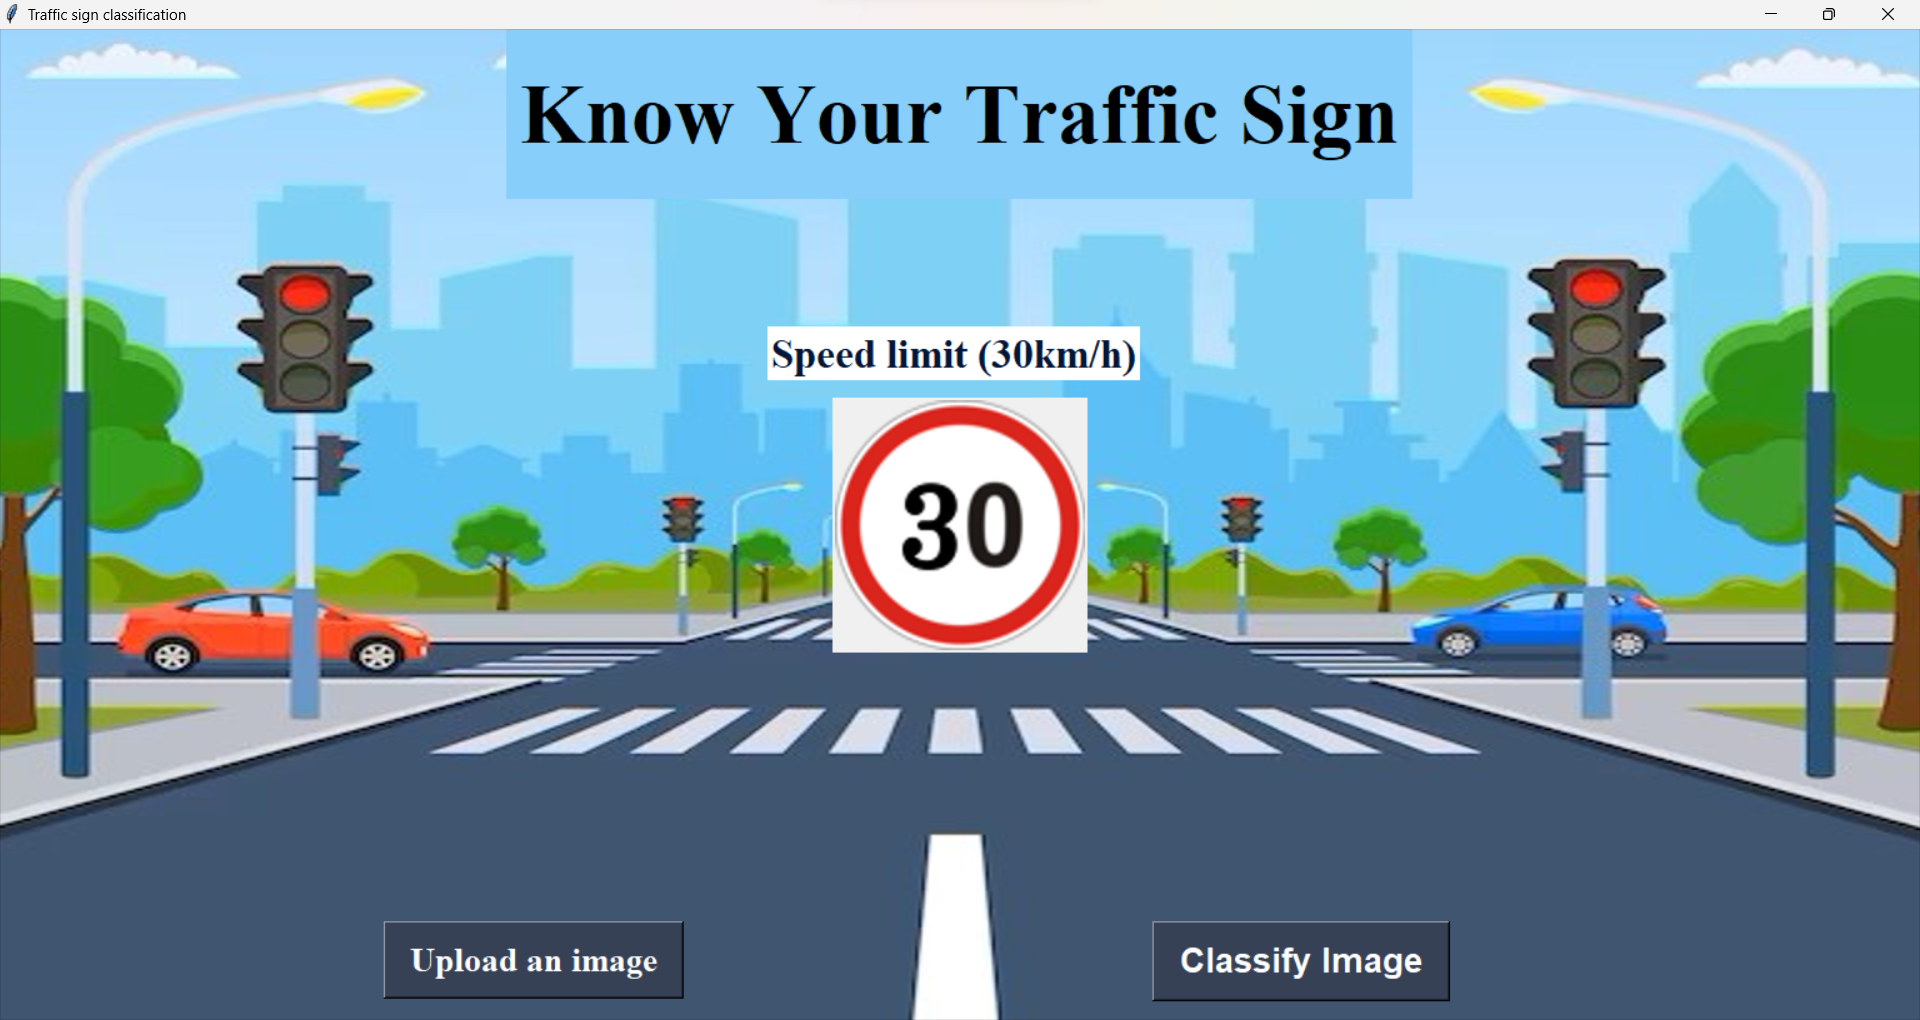 Traffic sign classification
Know Your Traffic Sign
Speed limit (30km/h)
30
Upload an image
Classify Image